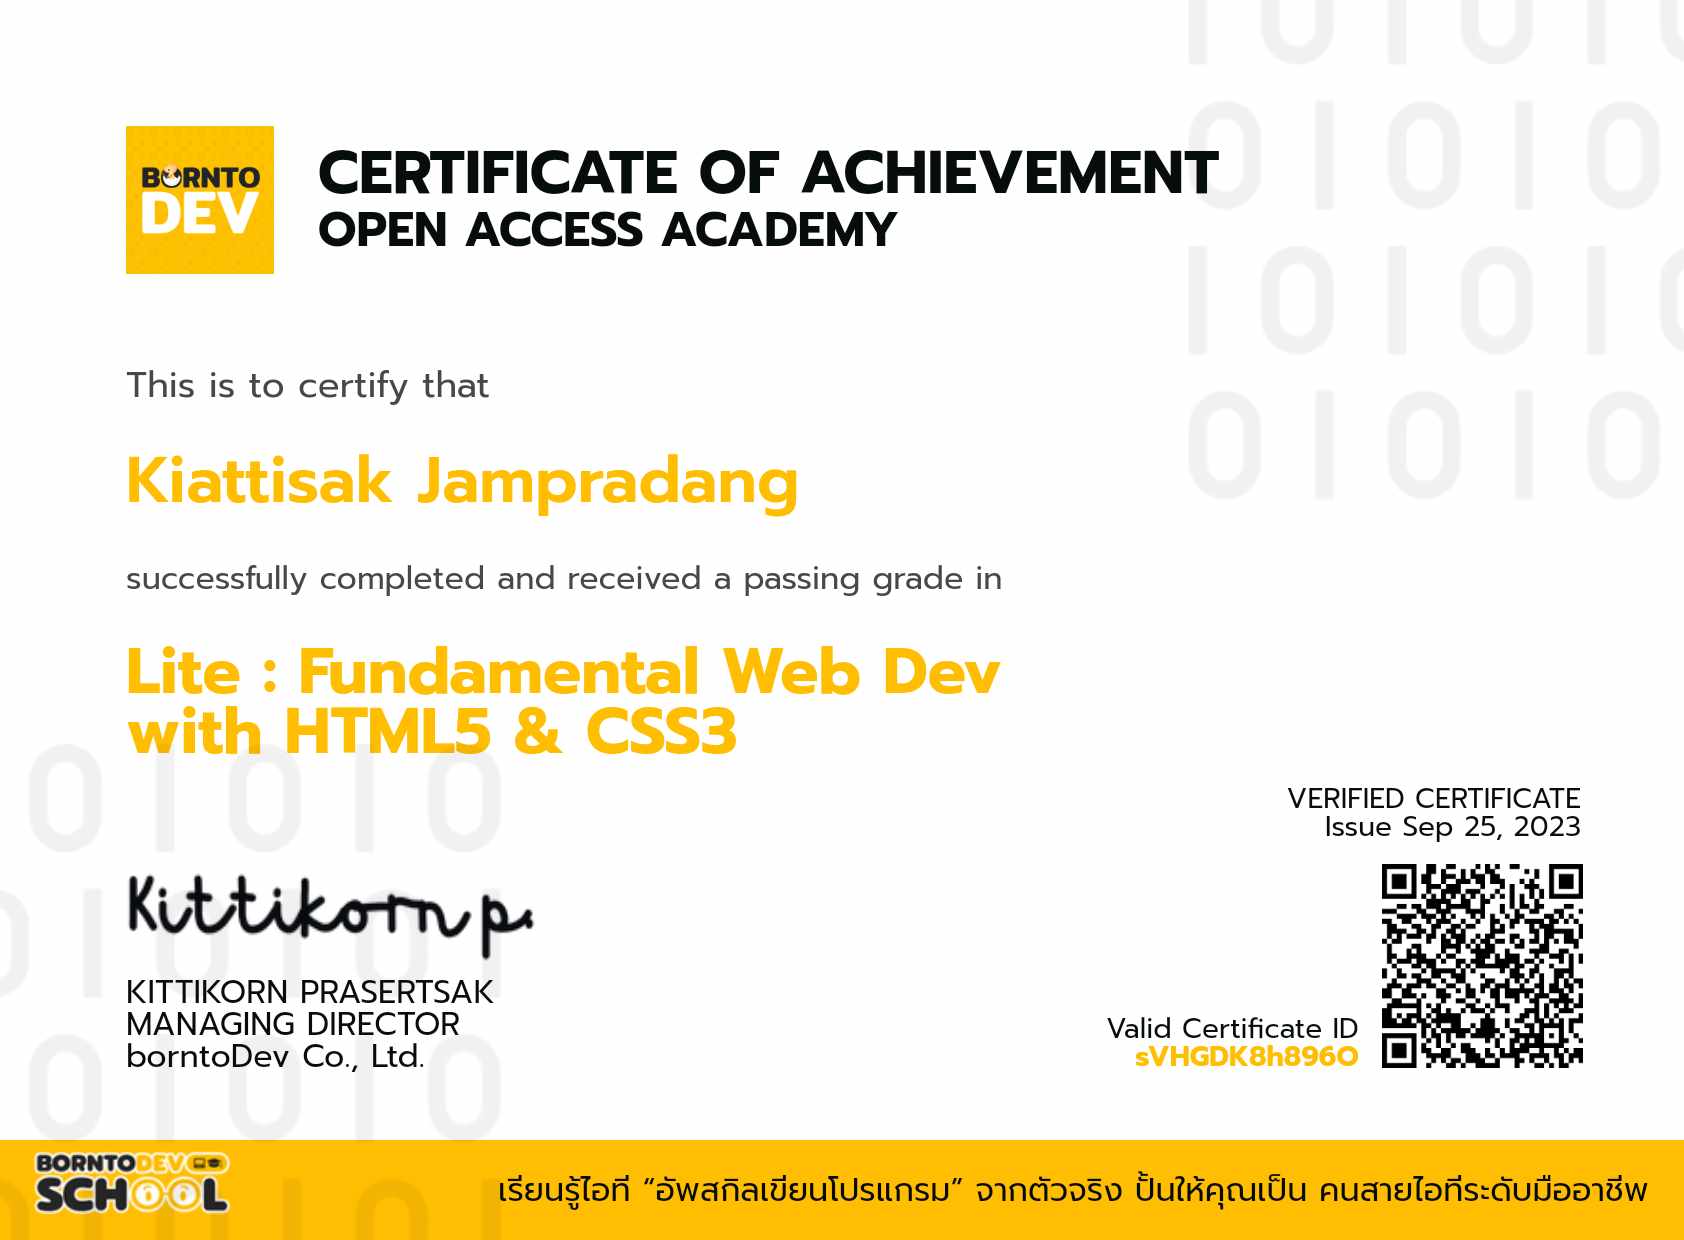 BORNTO
DEV
CERTIFICATE OF ACHIEVEMENT
OPEN ACCESS ACADEMY
This is to certify that
Kiattisak Jampradang
successfully completed and received a passing grade in
Lite : Fundamental Web Dev
with HTML5 & CSS3
VERIFIED CERTIFICATE
Issue Sep 25, 2023
Kittikorn p.
KITTIKORN PRASERTSAK
MANAGING DIRECTOR
borntoDev Co., Ltd.
Valid Certificate ID
sVHGDK8h896O
BORNTODEV
SCHOOL
เรียนรู้ไอที “อัพสกิลเขียนโปรแกรม” จากตัวจริง ปั้นให้คุณเป็น คนสายไอทีระดับมืออาชีพ